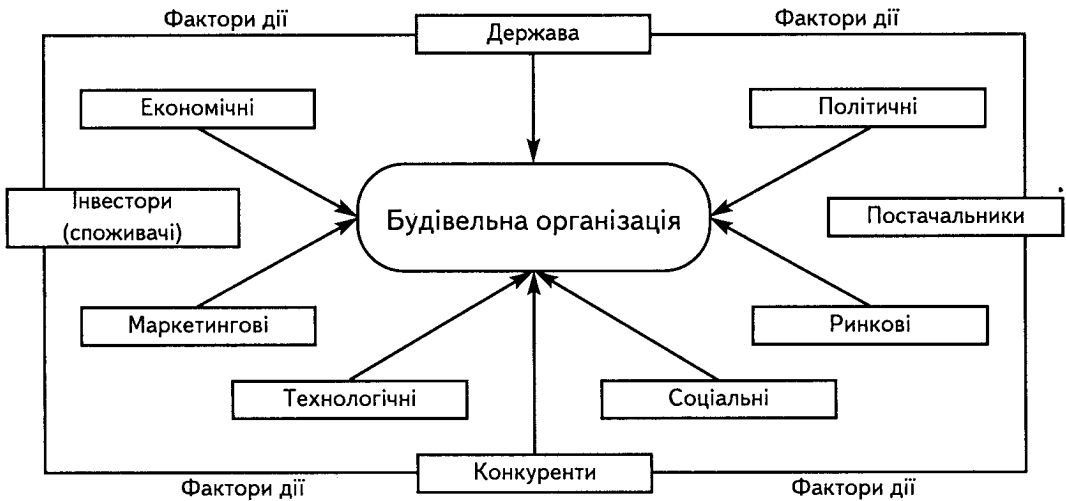 Фактори дії
Держава
Фактори дії
Економічні
Політичні
Інвестори
(споживачі)
Будівельна організація
Постачальники
Маркетингові
Ринкові
Технологічні
Соціальні
Фактори дії
Конкуренти
Фактори дії